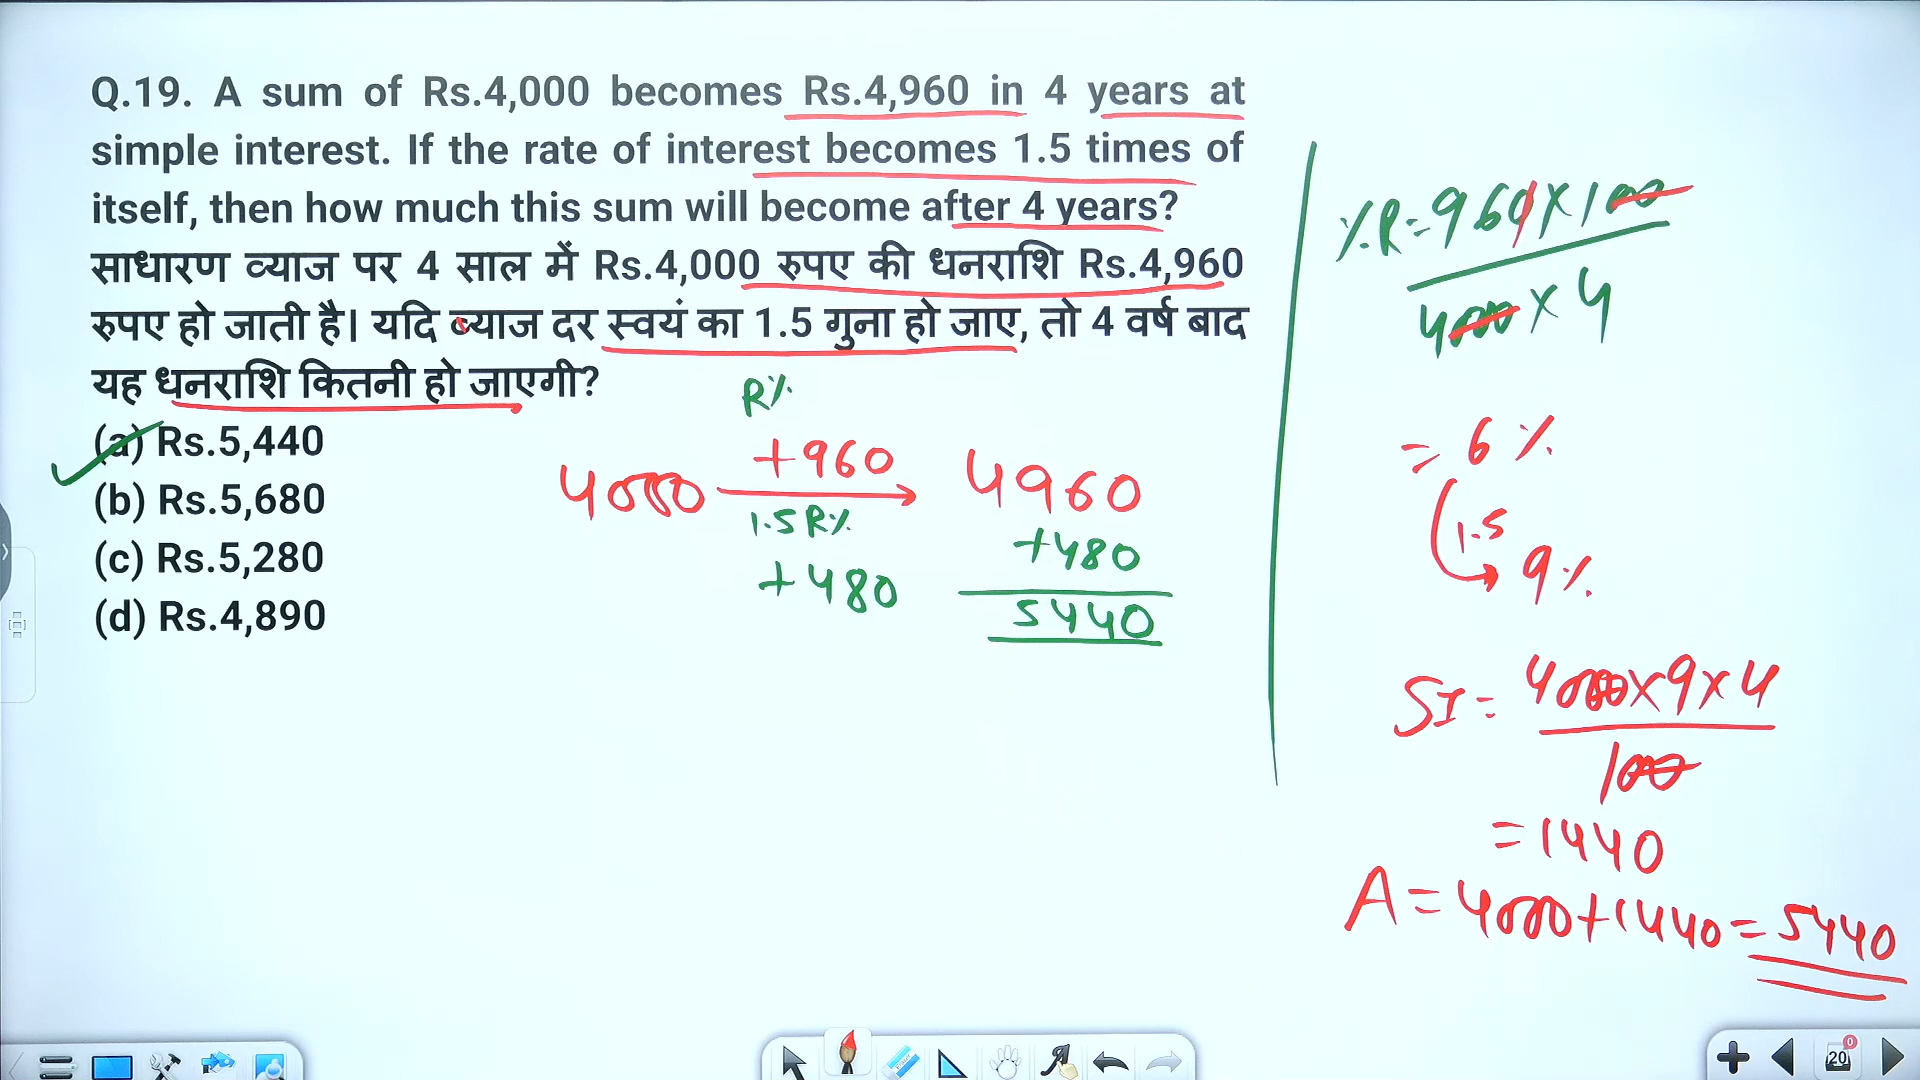 Q.19. A sum of Rs.4,000 becomes Rs.4,960 in 4 years at
simple interest. If the rate of interest becomes 1.5 times of
itself, then how much this sum will become after 4 years?
साधारण व्याज पर 4 साल में Rs.4,000 रुपए की धनराशि Rs.4,960
रुपए हो जाती है। यदि ब्याज दर स्वयं का 1.5 गुना हो जाए, तो 4 वर्ष बाद
यह धनराशि कितनी हो जाएगी?
(a) Rs.5,440
(b) Rs.5,680
(c) Rs.5,280
(d) Rs.4,890
R%
+960
4000
4960
1.5R%
+480
+480
5440
%R=960×100
4000×4
=6%
1.5
9%
SI=4000×9×4
100
=1440
A=4000+1440=5440
20
0